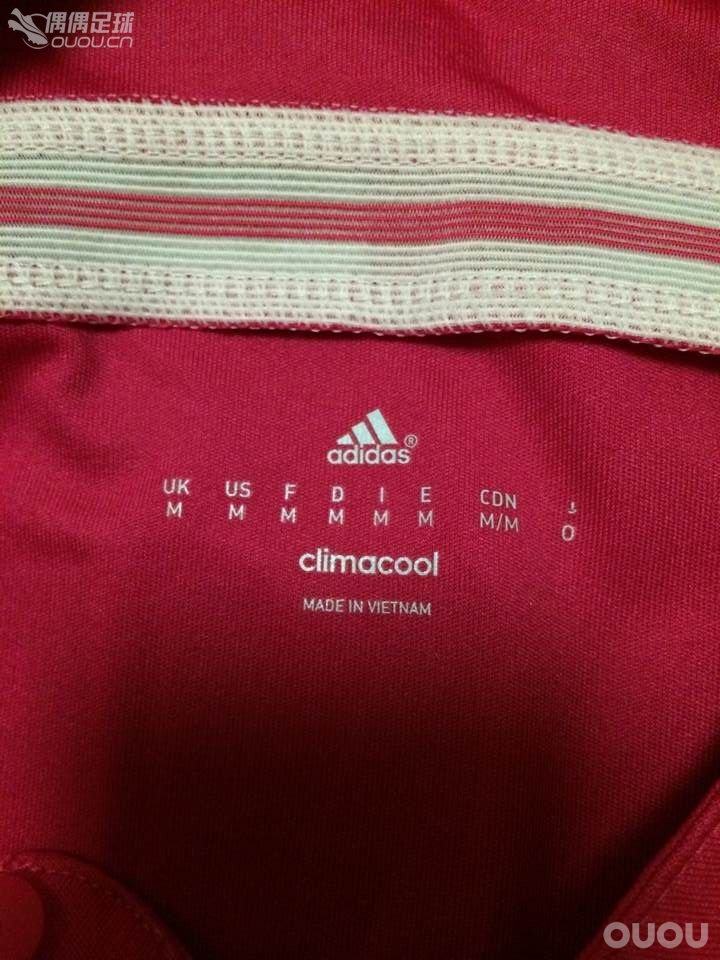 偶偶足球
OUOU.CN
adidas®
UK US F D I E CDN J
M M M M M M M/M O
climacool
MADE IN VIETNAM
OUOU